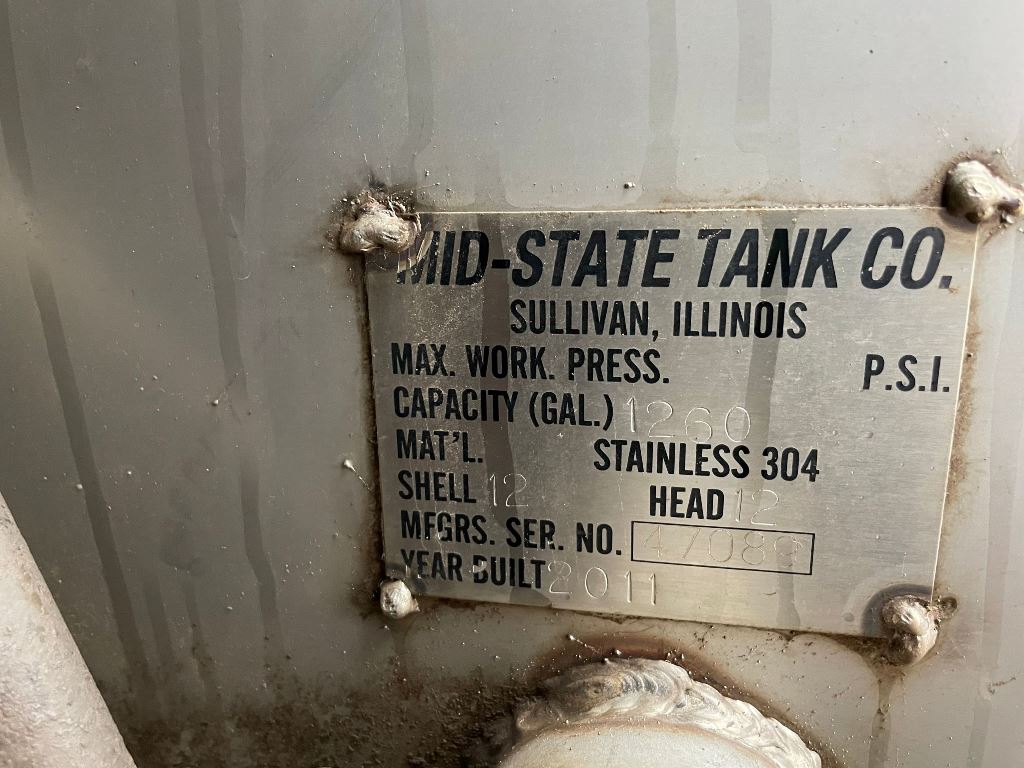 MID-STATE TANK CO.
SULLIVAN, ILLINOIS
MAX. WORK. PRESS. P.S.I.
CAPACITY (GAL.) 1260
MAT'L. STAINLESS 304
SHELL 12 HEAD 12
MFGRS. SER. NO. 47089
YEAR BUILT 2011